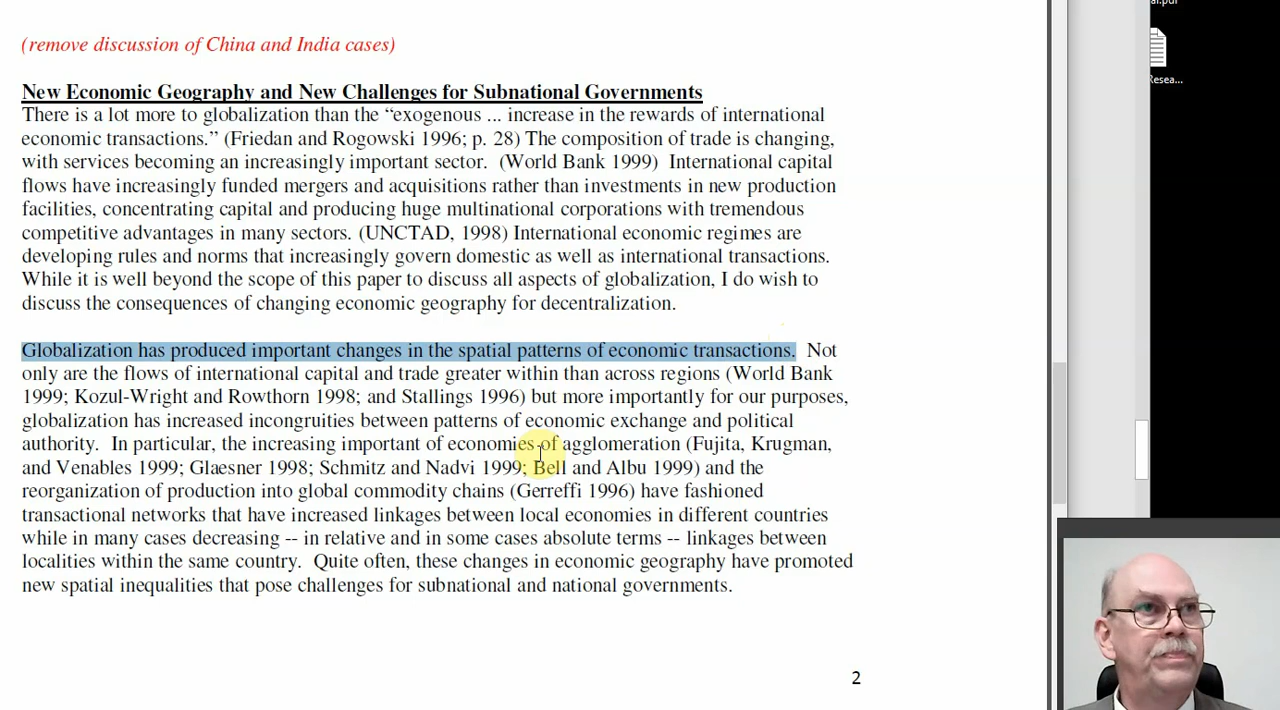 al.pdf
Resea...
(remove discussion of China and India cases)
New Economic Geography and New Challenges for Subnational Governments
There is a lot more to globalization than the “exogenous ... increase in the rewards of international
economic transactions.” (Friedan and Rogowski 1996; p. 28) The composition of trade is changing,
with services becoming an increasingly important sector.  (World Bank 1999)  International capital
flows have increasingly funded mergers and acquisitions rather than investments in new production
facilities, concentrating capital and producing huge multinational corporations with tremendous
competitive advantages in many sectors. (UNCTAD, 1998) International economic regimes are
developing rules and norms that increasingly govern domestic as well as international transactions.
While it is well beyond the scope of this paper to discuss all aspects of globalization, I do wish to
discuss the consequences of changing economic geography for decentralization.
Globalization has produced important changes in the spatial patterns of economic transactions.  Not
only are the flows of international capital and trade greater within than across regions (World Bank
1999; Kozul-Wright and Rowthorn 1998; and Stallings 1996) but more importantly for our purposes,
globalization has increased incongruities between patterns of economic exchange and political
authority.  In particular, the increasing important of economies of agglomeration (Fujita, Krugman,
and Venables 1999; Glaesner 1998; Schmitz and Nadvi 1999; Bell and Albu 1999) and the
reorganization of production into global commodity chains (Gerreffi 1996) have fashioned
transactional networks that have increased linkages between local economies in different countries
while in many cases decreasing -- in relative and in some cases absolute terms -- linkages between
localities within the same country.  Quite often, these changes in economic geography have promoted
new spatial inequalities that pose challenges for subnational and national governments.
2